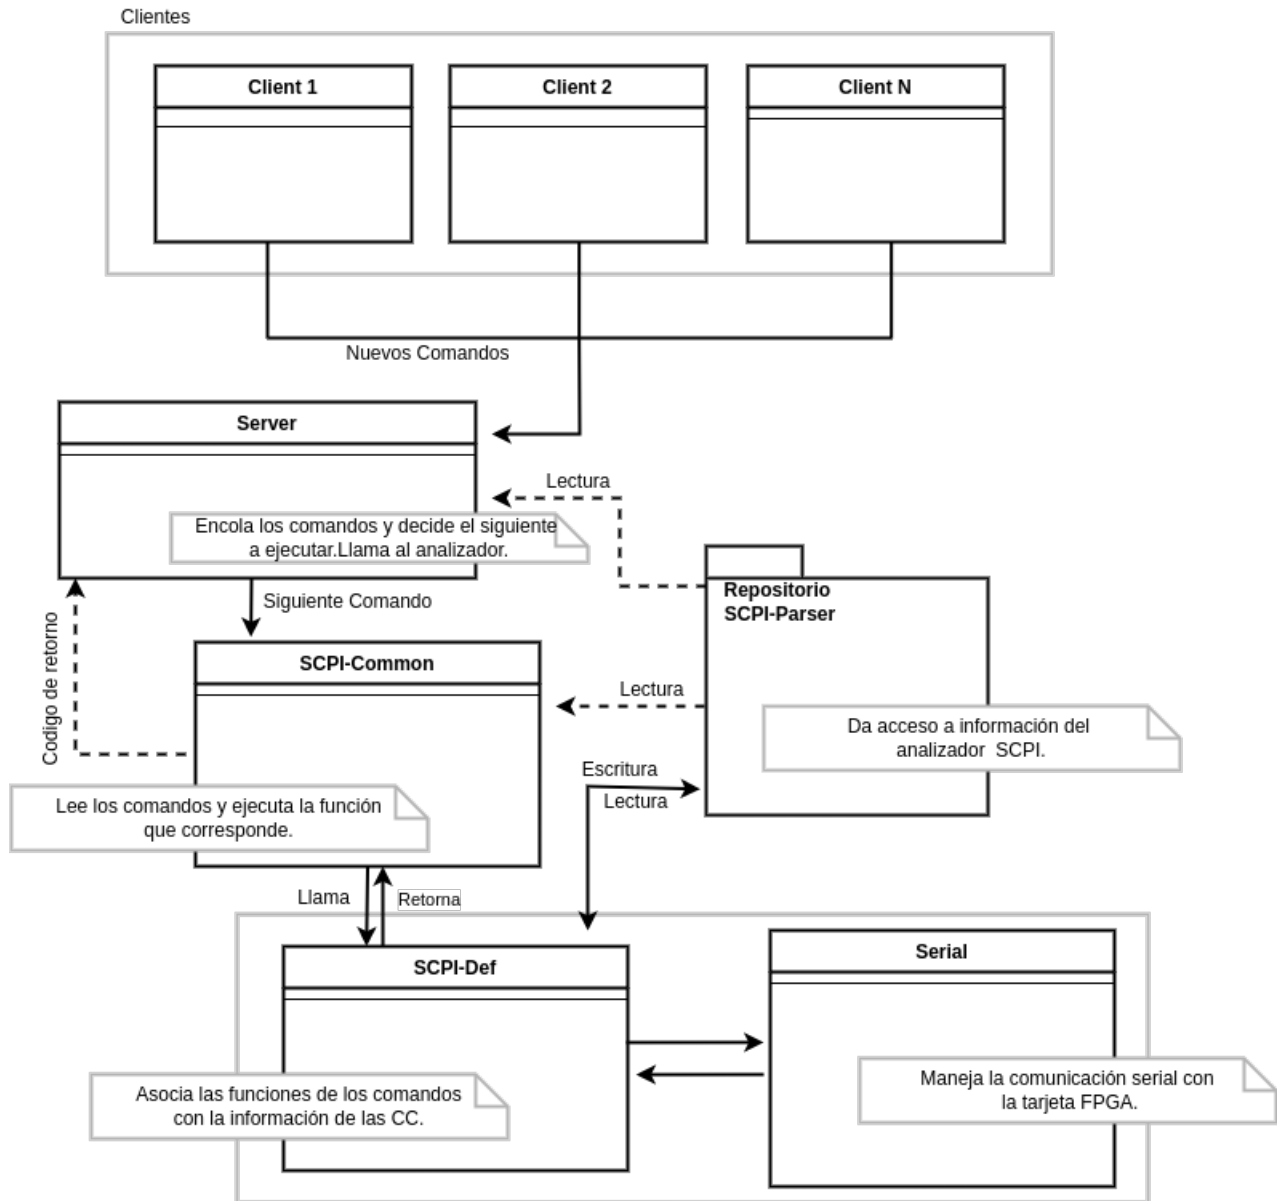 Clientes
Client 1
Client 2
Client N
Nuevos Comandos
Server
Lectura
Encola los comandos y decide el siguiente
a ejecutar.Llama al analizador.
Repositorio
SCPI-Parser
Siguiente Comando
Codigo de retorno
SCPI-Common
Lectura
Da acceso a información del
analizador SCPI.
Escritura
Lectura
Lee los comandos y ejecuta la función
que corresponde.
Llama
Retorna
SCPI-Def
Serial
Asocia las funciones de los comandos
con la información de las CC.
Maneja la comunicación serial con
la tarjeta FPGA.